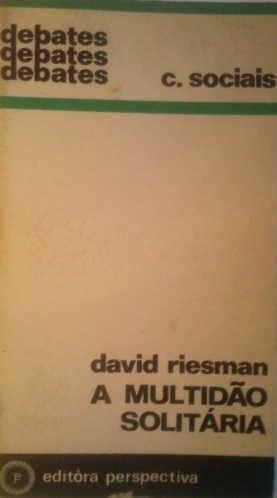 debates
debates
debates c. sociais
david riesman
A MULTIDÃO
SOLITÁRIA
editôra perspectiva